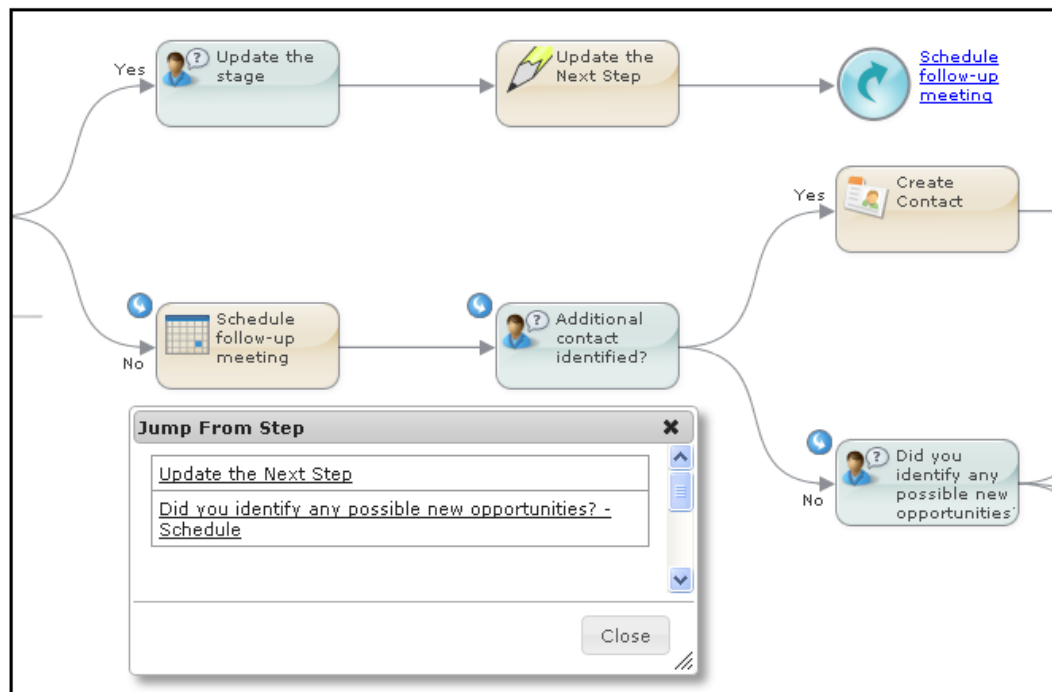 Yes
Update the
stage
Update the
Next Step
Schedule
follow-up
meeting
Yes
Create
Contact
No
Schedule
follow-up
meeting
Additional
contact
identified?
No
Did you
identify any
possible new
opportunities?
Jump From Step
Update the Next Step
Did you identify any possible new opportunities? -
Schedule
Close